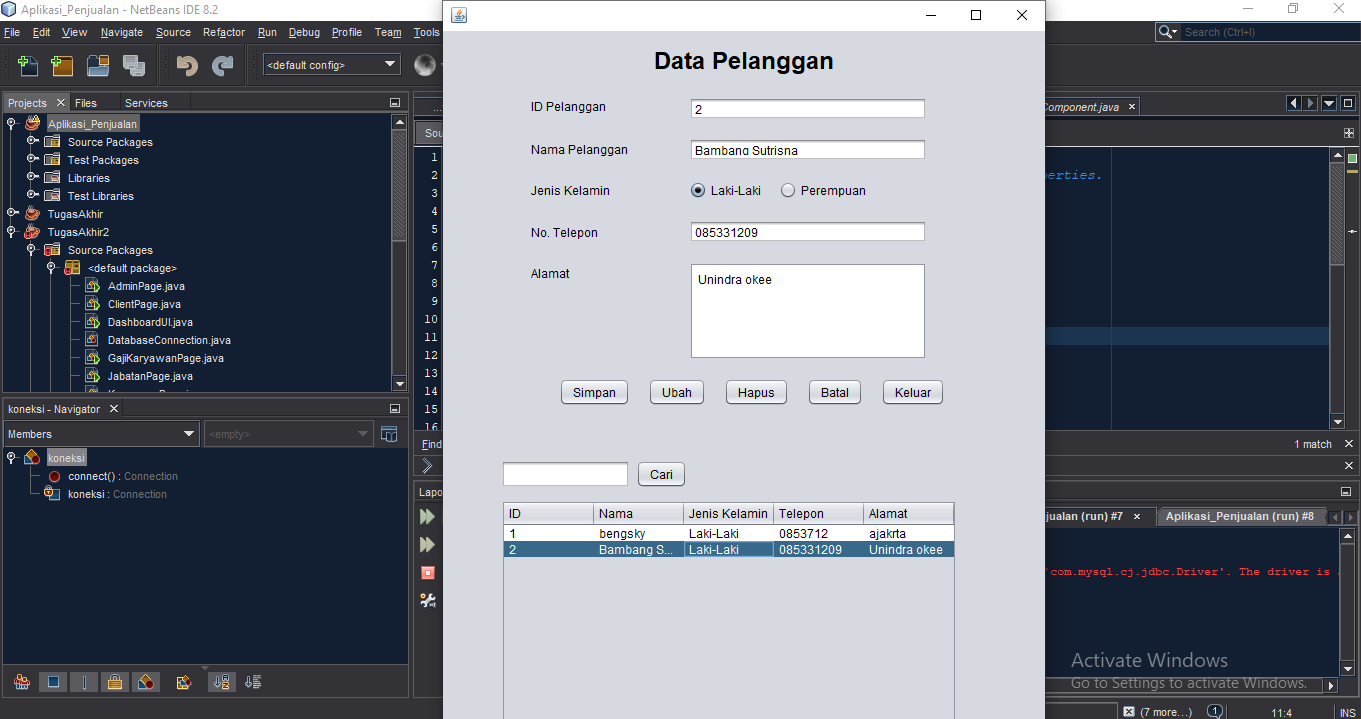 Aplikasi_Penjualan - NetBeans IDE 8.2
File Edit View Navigate Source Refactor Run Debug Profile Team Tools
Search (Ctrl+I)
<default config>
Projects Files Services
Aplikasi_Penjualan
Source Packages
Test Packages
Libraries
Test Libraries
TugasAkhir
TugasAkhir2
Source Packages
<default package>
AdminPage.java
ClientPage.java
DashboardUI.java
DatabaseConnection.java
GajiKaryawanPage.java
JabatanPage.java
koneksi - Navigator
Members
<empty>
koneksi
connect() : Connection
koneksi : Connection
...
Sou
1
2
3
4
5
6
7
8
9
10
11
12
13
14
15
16
Find
Lapo
Data Pelanggan
ID Pelanggan 2
Nama Pelanggan Bambang Sutrisna
Jenis Kelamin Laki-Laki Perempuan
No. Telepon 085331209
Alamat Unindra okee
Simpan Ubah Hapus Batal Keluar
Cari
ID Nama Jenis Kelamin Telepon Alamat
1 bengsky Laki-Laki 0853712 ajakrta
2 Bambang S... Laki-Laki 085331209 Unindra okee
Component.java
erties.
1 match
jualan (run) #7 Aplikasi_Penjualan (run) #8
'com.mysql.cj.jdbc.Driver'. The driver is
Activate Windows
Go to Settings to activate Windows.
(7 more...) 1 11:4 INS